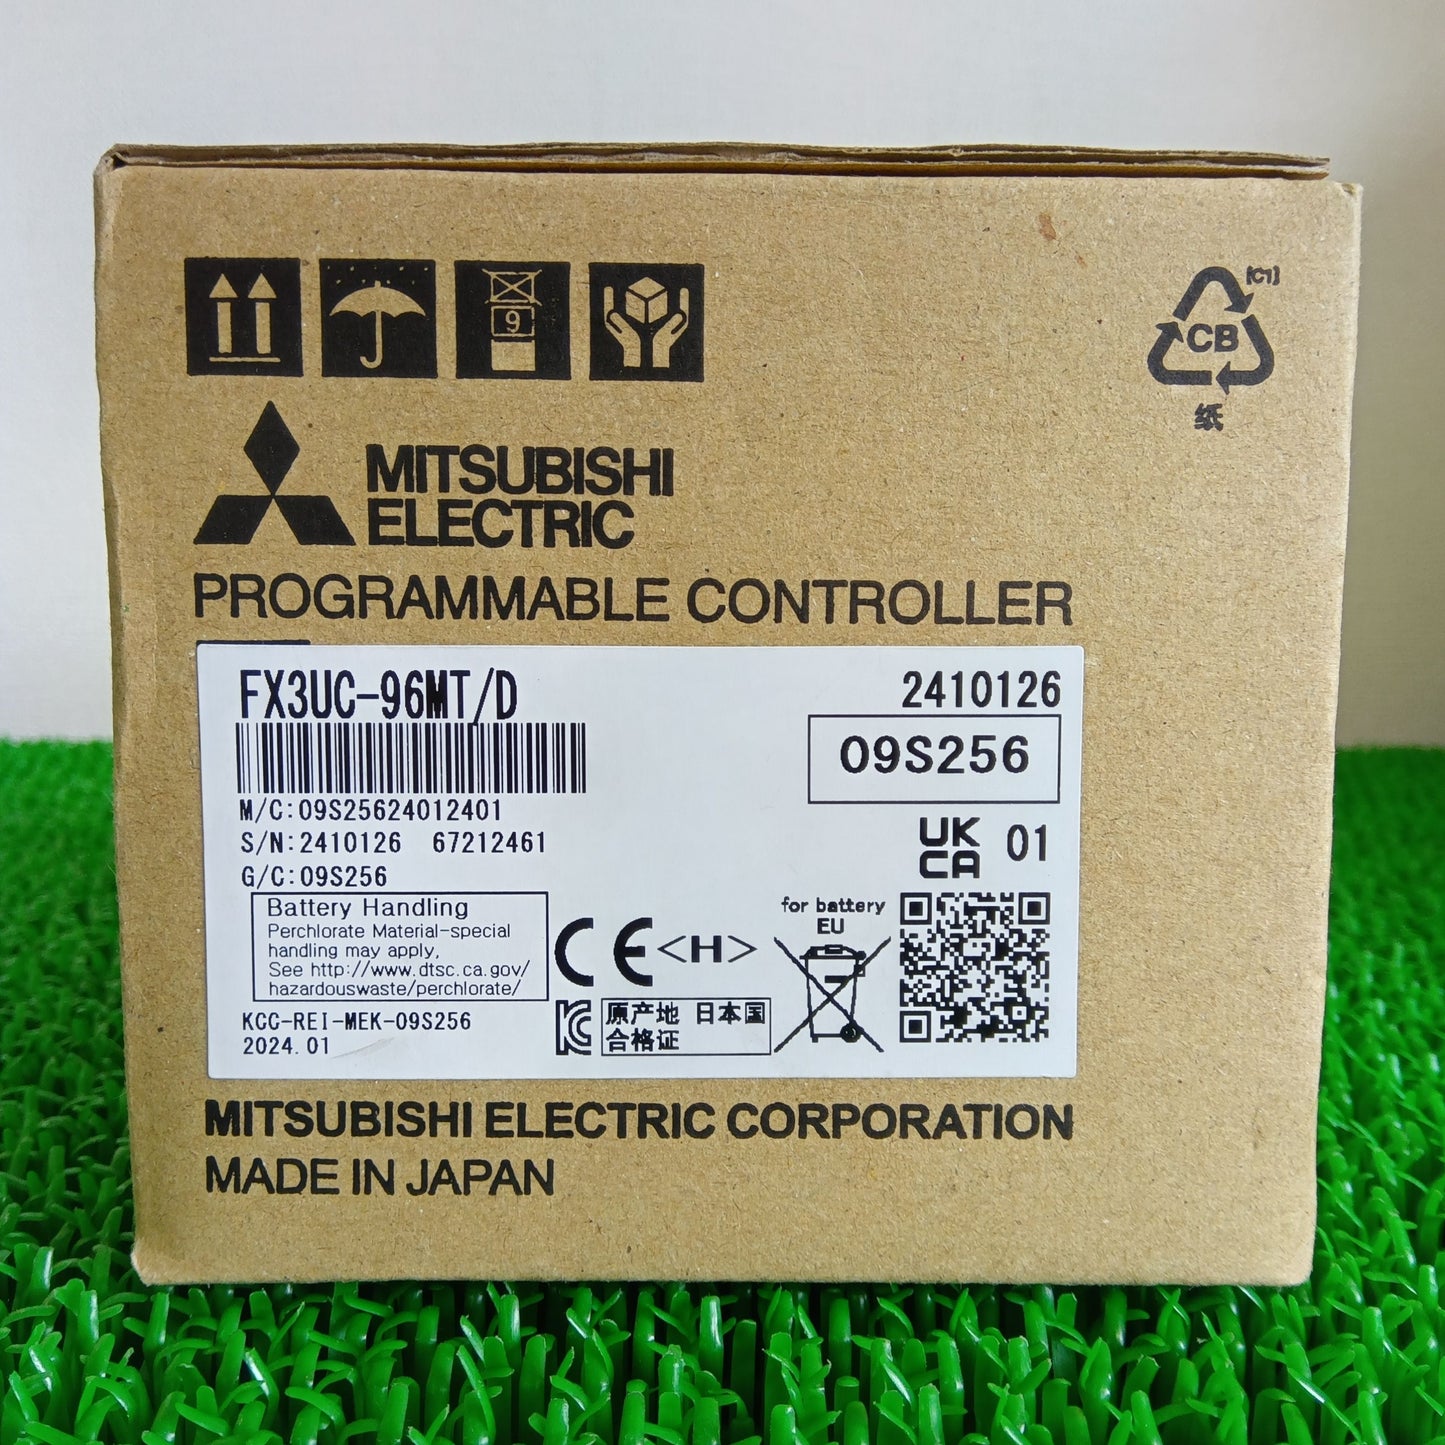 9
[C1]
CB
纸
MITSUBISHI
ELECTRIC
PROGRAMMABLE CONTROLLER
FX3UC-96MT/D
2410126
09S256
M/C:09S25624012401
S/N:2410126 67212461
G/C:09S256
UK
CA
01
Battery Handling
Perchlorate Material-special
handling may apply,
See http://www.dtsc.ca.gov/
hazardouswaste/perchlorate/
CE
<H>
for battery
EU
KCC-REI-MEK-09S256
2024.01
原产地 日本国
合格证
MITSUBISHI ELECTRIC CORPORATION
MADE IN JAPAN